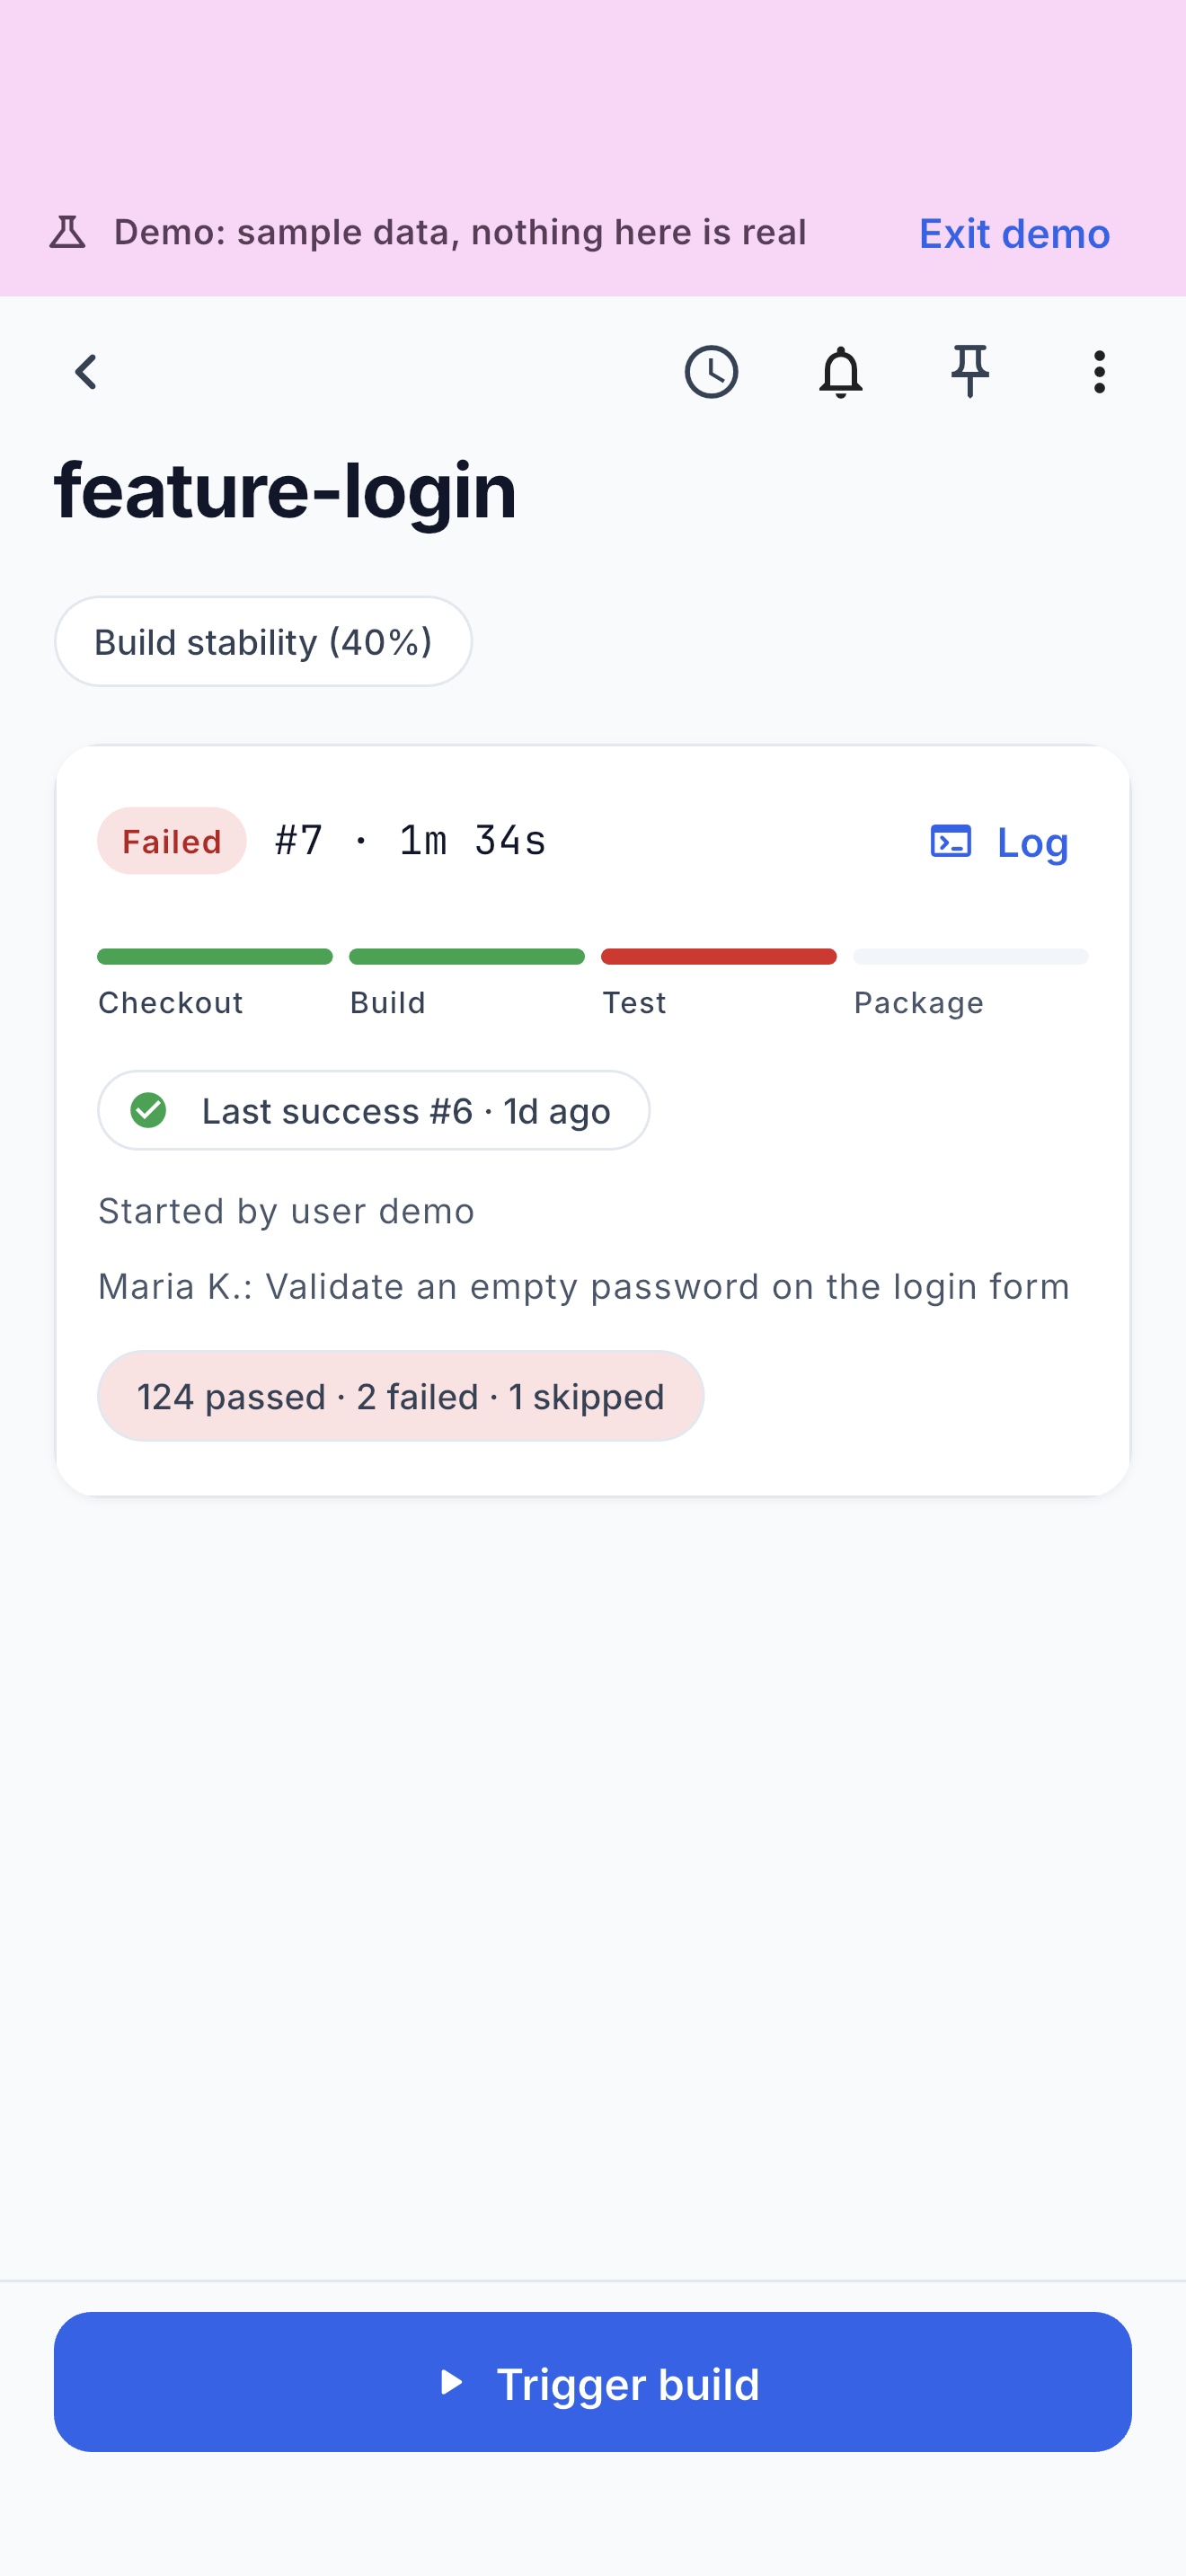 Demo: sample data, nothing here is real
Exit demo
feature-login
Build stability (40%)
Failed #7 · 1m 34s
Log
Checkout Build Test Package
Last success #6 · 1d ago
Started by user demo
Maria K.: Validate an empty password on the login form
124 passed · 2 failed · 1 skipped
Trigger build